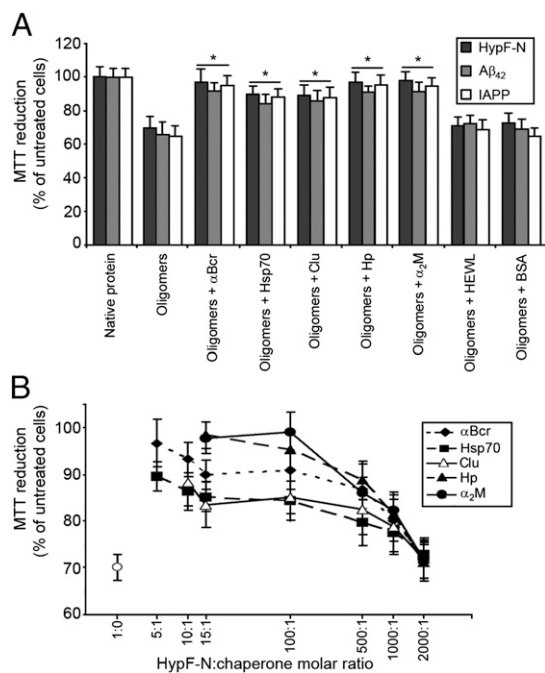 A
MTT reduction
(% of untreated cells)
120
100
80
60
40
20
0
* * * * *
HypF-N
Aβ42
IAPP
Native protein
Oligomers
Oligomers + αBcr
Oligomers + Hsp70
Oligomers + Clu
Oligomers + Hp
Oligomers + α2M
Oligomers + HEWL
Oligomers + BSA
B
MTT reduction
(% of untreated cells)
100
90
80
70
60
αBcr
Hsp70
Clu
Hp
α2M
1:0
5:1
10:1
15:1
100:1
500:1
1000:1
2000:1
HypF-N:chaperone molar ratio